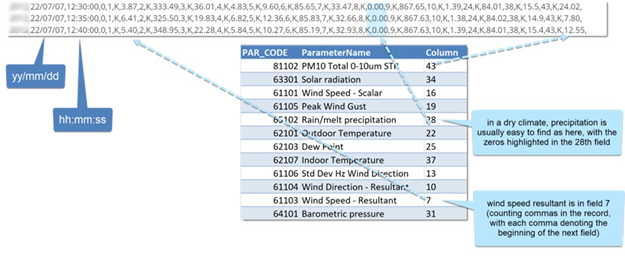 22/07/07,12:30:00,0,1,K,3.87,2,K,333.49,3,K,36.01,4,K,4.83,5,K,9.60,6,K,85.65,7,K,33.47,8,K,0.00,9,K,867.65,10,K,1.39,24,K,84.01,38,K,15.5,43,K,24.02,
22/07/07,12:35:00,0,1,K,6.41,2,K,325.50,3,K,19.83,4,K,6.82,5,K,12.36,6,K,85.83,7,K,32.66,8,K,0.00,9,K,867.63,10,K,1.38,24,K,84.02,38,K,14.9,43,K,7.80,
22/07/07,12:40:00,0,1,K,5.40,2,K,348.95,3,K,22.28,4,K,5.84,5,K,10.27,6,K,85.19,7,K,32.93,8,K,0.00,9,K,867.63,10,K,1.38,24,K,84.01,38,K,15.4,43,K,12.55,
yy/mm/dd
hh:mm:ss
PAR_CODE ParameterName Column
81102 PM10 Total 0-10um STP 43
63301 Solar radiation 34
61101 Wind Speed - Scalar 16
61105 Peak Wind Gust 19
65102 Rain/melt precipitation 28
62101 Outdoor Temperature 22
62103 Dew Point 25
62107 Indoor Temperature 37
61106 Std Dev Hz Wind Direction 13
61104 Wind Direction - Resultant 10
61103 Wind Speed - Resultant 7
64101 Barometric pressure 31
in a dry climate, precipitation is
usually easy to find as here, with the
zeros highlighted in the 28th field
wind speed resultant is in field 7
(counting commas in the record,
with each comma denoting the
beginning of the next field)